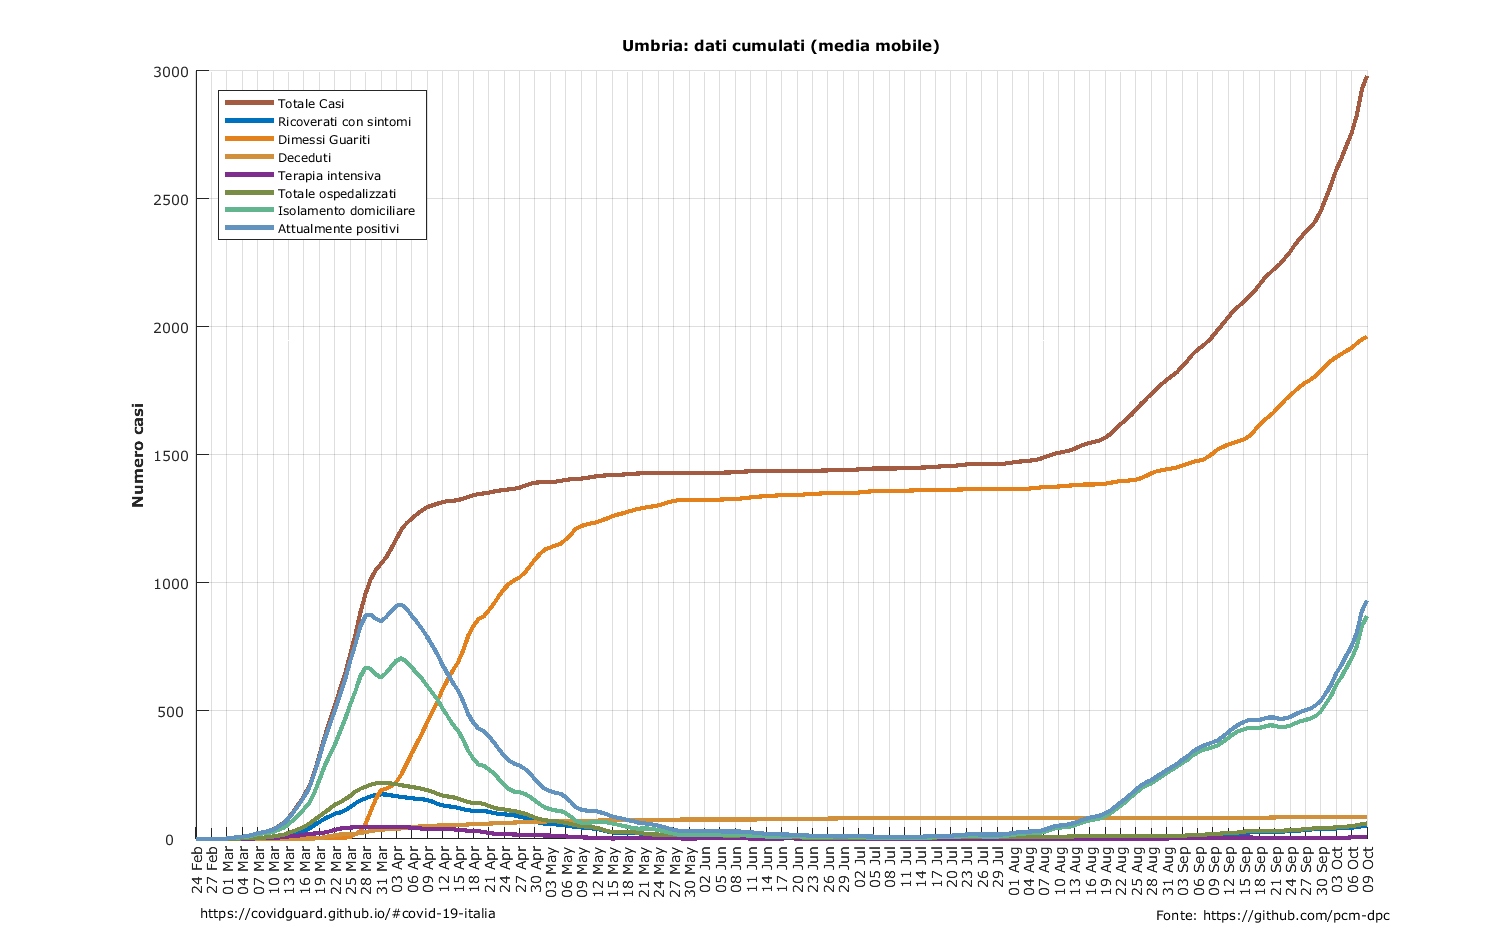 Umbria: dati cumulati (media mobile)
3000
2500
2000
1500
1000
500
0
Numero casi
Totale Casi
Ricoverati con sintomi
Dimessi Guariti
Deceduti
Terapia intensiva
Totale ospedalizzati
Isolamento domiciliare
Attualmente positivi
24 Feb
27 Feb
01 Mar
04 Mar
07 Mar
10 Mar
13 Mar
16 Mar
19 Mar
22 Mar
25 Mar
28 Mar
31 Mar
03 Apr
06 Apr
09 Apr
12 Apr
15 Apr
18 Apr
21 Apr
24 Apr
27 Apr
30 Apr
03 May
06 May
09 May
12 May
15 May
18 May
21 May
24 May
27 May
30 May
02 Jun
05 Jun
08 Jun
11 Jun
14 Jun
17 Jun
20 Jun
23 Jun
26 Jun
29 Jun
02 Jul
05 Jul
08 Jul
11 Jul
14 Jul
17 Jul
20 Jul
23 Jul
26 Jul
29 Jul
01 Aug
04 Aug
07 Aug
10 Aug
13 Aug
16 Aug
19 Aug
22 Aug
25 Aug
28 Aug
31 Aug
03 Sep
06 Sep
09 Sep
12 Sep
15 Sep
18 Sep
21 Sep
24 Sep
27 Sep
30 Sep
03 Oct
06 Oct
09 Oct
https://covidguard.github.io/#covid-19-italia
Fonte: https://github.com/pcm-dpc